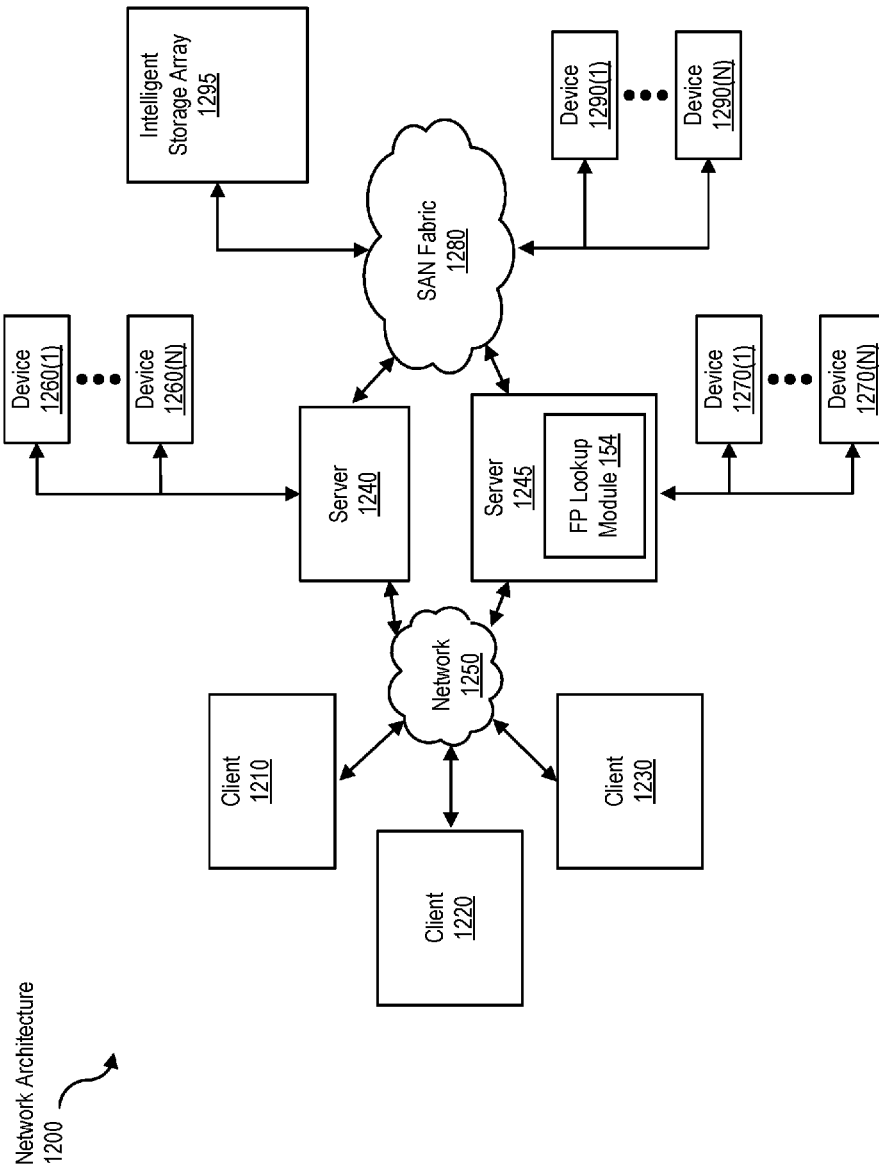 Network Architecture
1200
Client
1210
Client
1220
Client
1230
Network
1250
Server
1240
Server
1245
FP Lookup
Module 154
Device
1260(1)
Device
1260(N)
Device
1270(1)
Device
1270(N)
SAN Fabric
1280
Intelligent
Storage Array
1295
Device
1290(1)
Device
1290(N)